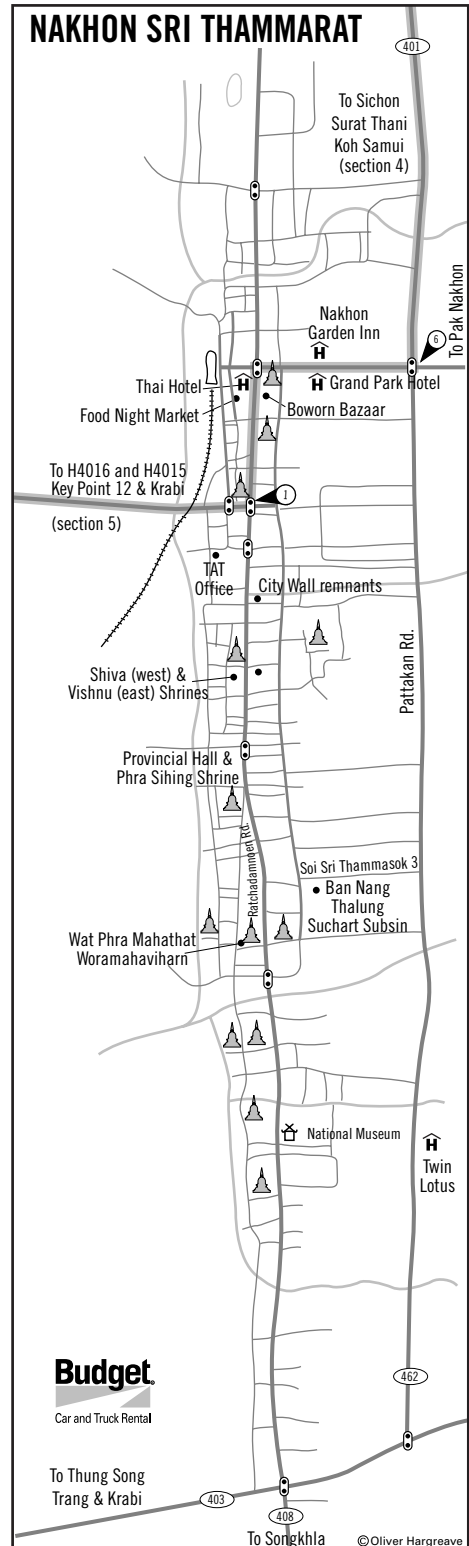 NAKHON SRI THAMMARAT
401
To Sichon
Surat Thani
Koh Samui
(section 4)
To Pak Nakhon
6
Nakhon
Garden Inn
H
Thai Hotel
H
H
Grand Park Hotel
Food Night Market
Boworn Bazaar
To H4016 and H4015
Key Point 12 & Krabi
(section 5)
1
TAT
Office
City Wall remnants
Pattakan Rd.
Shiva (west) &
Vishnu (east) Shrines
Provincial Hall &
Phra Sihing Shrine
Ratchadamnoen Rd.
Soi Sri Thammasok 3
Ban Nang
Thalung
Suchart Subsin
Wat Phra Mahathat
Woramahaviharn
National Museum
H
Twin
Lotus
Budget®
Car and Truck Rental
462
To Thung Song
Trang & Krabi
403
408
To Songkhla
©Oliver Hargreave